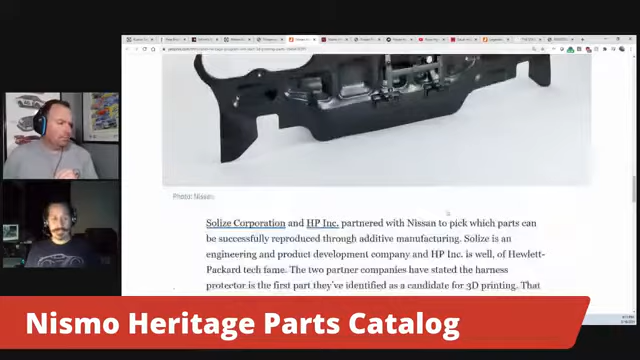 Photo: Nissan
Solize Corporation and HP Inc. partnered with Nissan to pick which parts can
be successfully reproduced through additive manufacturing. Solize is an
engineering and product development company and HP Inc. is well, of Hewlett-
Packard tech fame. The two partner companies have stated the harness
protector is the first part they've identified as a candidate for 3D printing. That
Nismo Heritage Parts Catalog